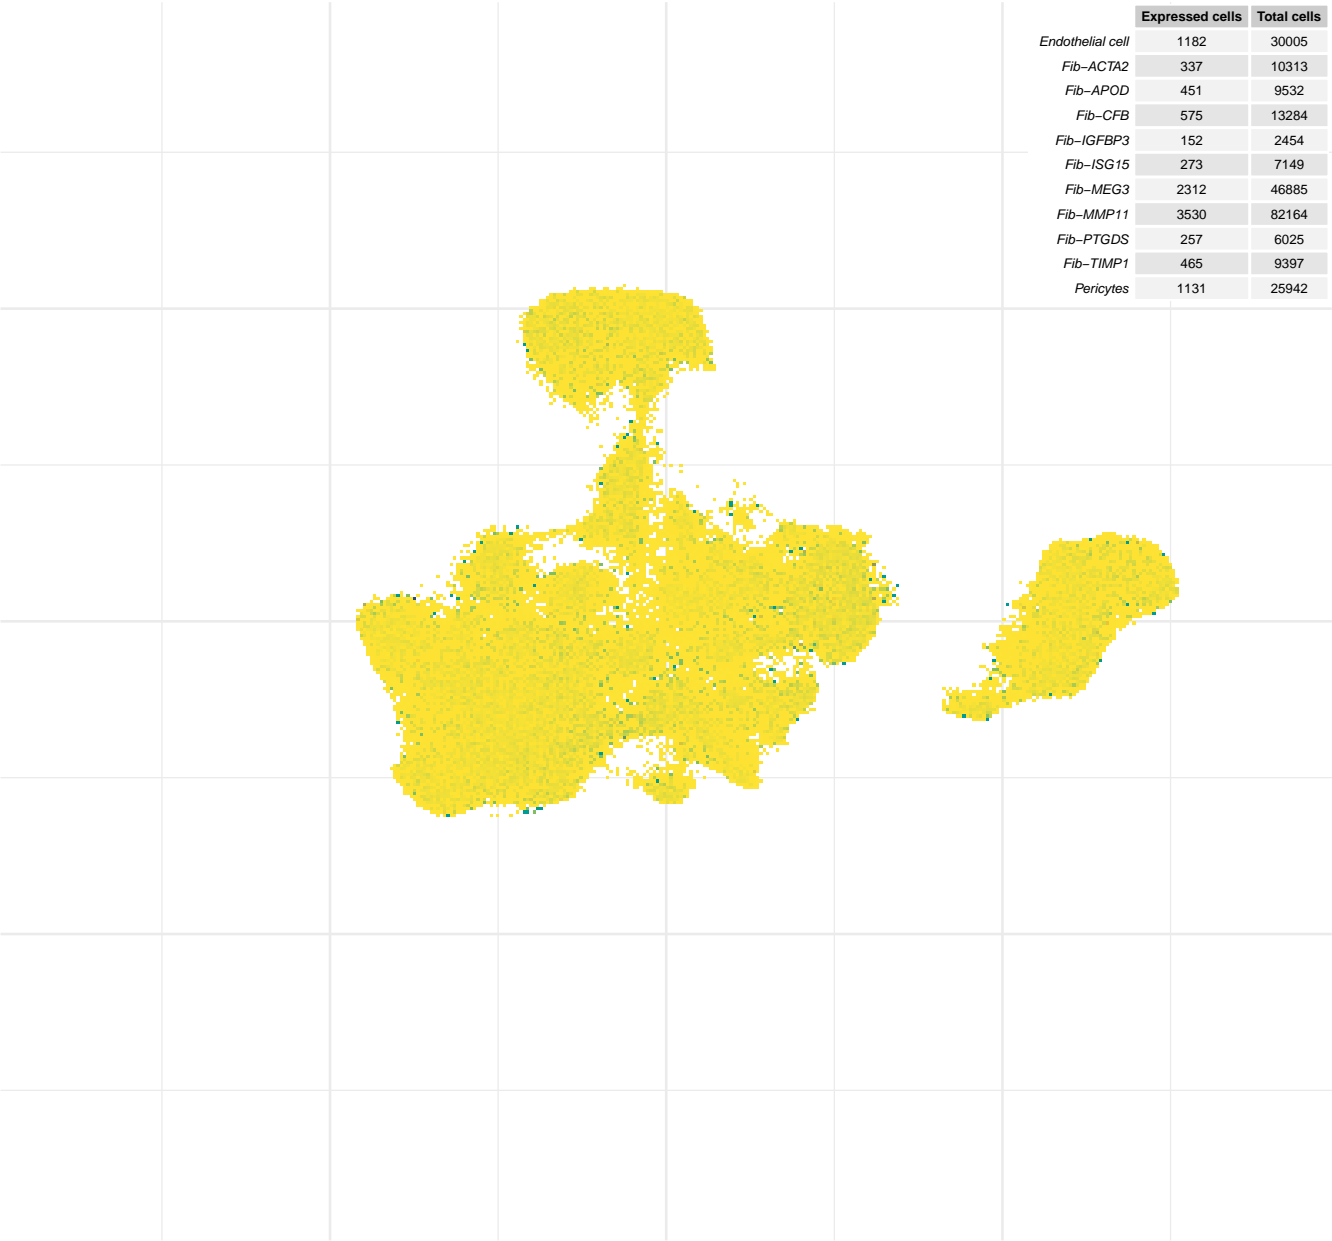 Expressed cells Total cells
Endothelial cell 1182 30005
Fib−ACTA2 337 10313
Fib−APOD 451 9532
Fib−CFB 575 13284
Fib−IGFBP3 152 2454
Fib−ISG15 273 7149
Fib−MEG3 2312 46885
Fib−MMP11 3530 82164
Fib−PTGDS 257 6025
Fib−TIMP1 465 9397
Pericytes 1131 25942